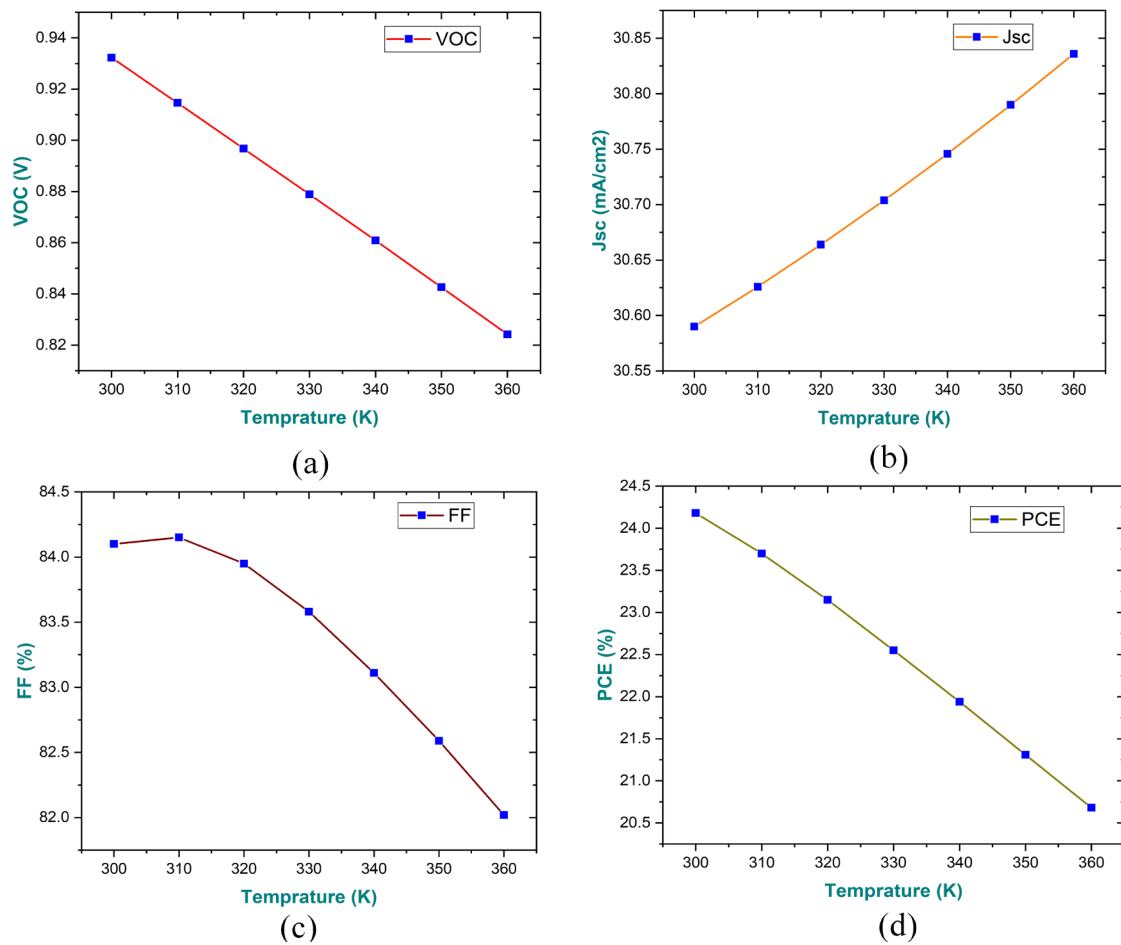 VOC
0.94
0.92
0.90
0.88
0.86
0.84
0.82
VOC (V)
300 310 320 330 340 350 360
Temprature (K)
(a)
Jsc
30.85
30.80
30.75
30.70
30.65
30.60
30.55
Jsc (mA/cm2)
300 310 320 330 340 350 360
Temprature (K)
(b)
FF
84.5
84.0
83.5
83.0
82.5
82.0
FF (%)
300 310 320 330 340 350 360
Temprature (K)
(c)
PCE
24.5
24.0
23.5
23.0
22.5
22.0
21.5
21.0
20.5
PCE (%)
300 310 320 330 340 350 360
Temprature (K)
(d)